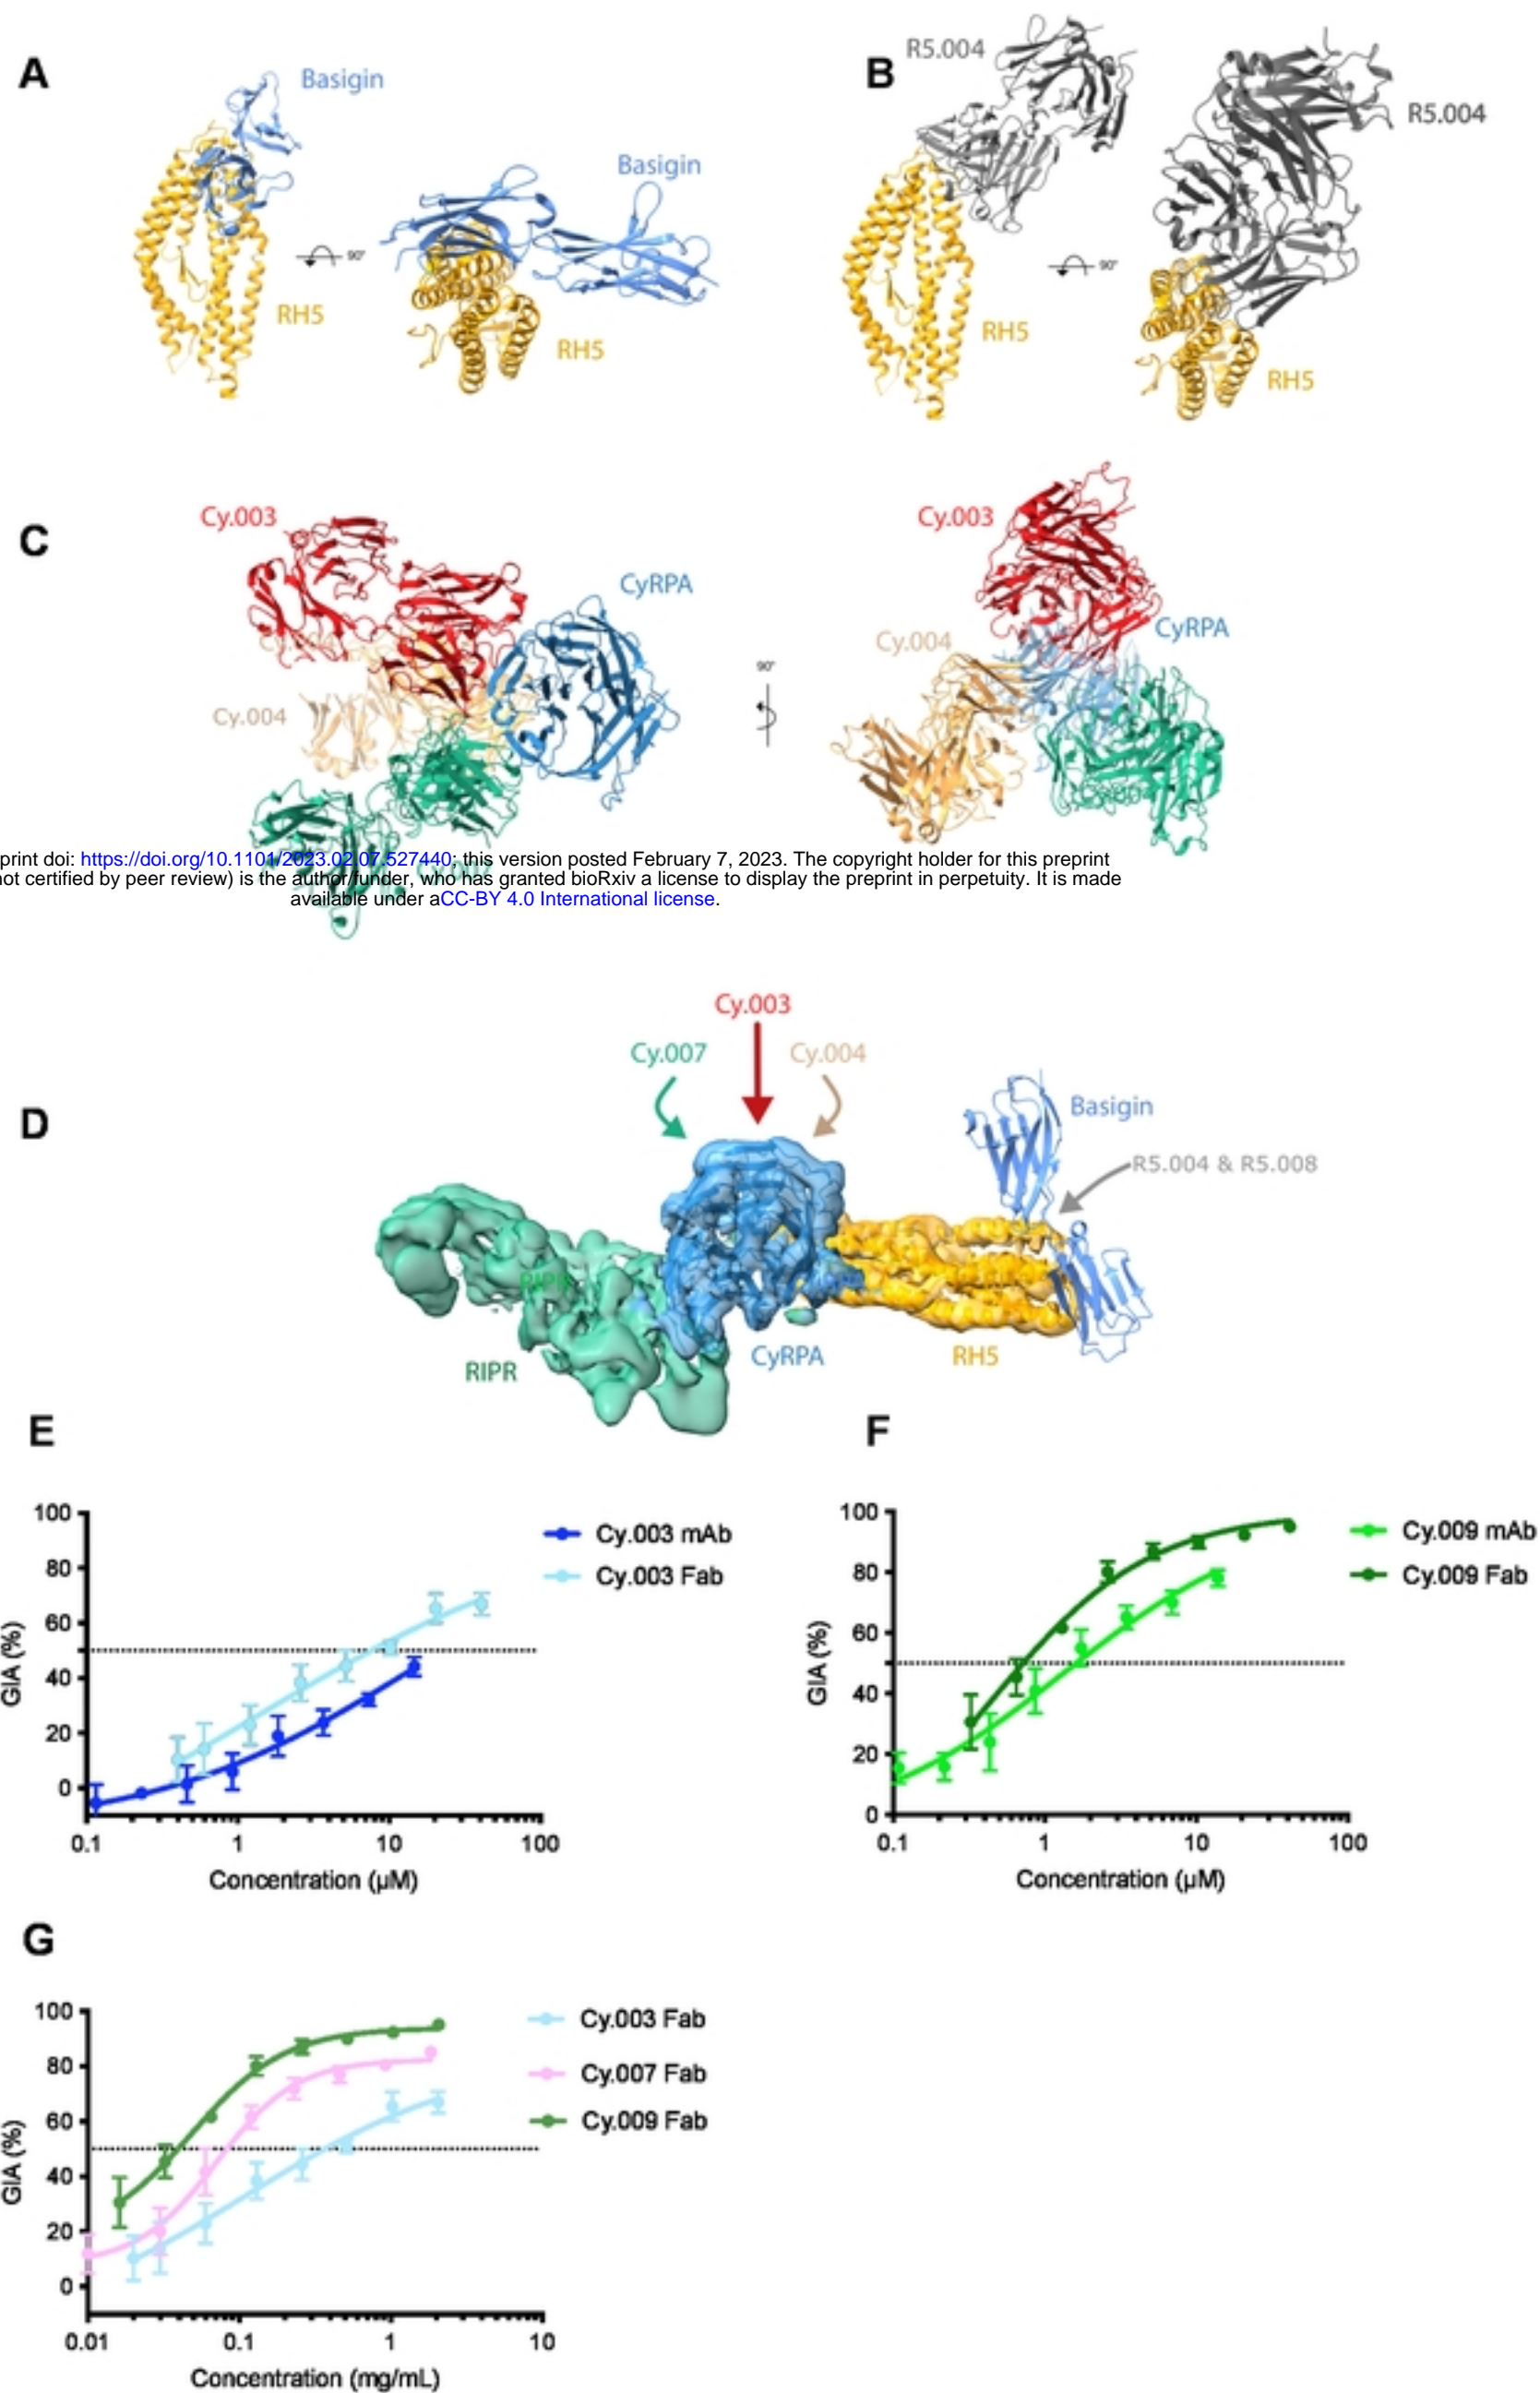 A
Basigin
Basigin
90°
RH5
RH5
B
R5.004
R5.004
90°
RH5
RH5
C
Cy.003
CyRPA
Cy.004
90°
Cy.003
CyRPA
Cy.004
print doi: https://doi.org/10.1101/2023.02.07.527440; this version posted February 7, 2023. The copyright holder for this preprint
not certified by peer review) is the author/funder, who has granted bioRxiv a license to display the preprint in perpetuity. It is made
available under aCC-BY 4.0 International license.
D
Cy.003
Cy.007
Cy.004
Basigin
R5.004 & R5.008
RIPR
RIPR
CyRPA
RH5
E
100
80
60
40
20
0
GIA (%)
0.1
1
10
100
Concentration (µM)
Cy.003 mAb
Cy.003 Fab
F
100
80
60
40
20
0
GIA (%)
0.1
1
10
100
Concentration (µM)
Cy.009 mAb
Cy.009 Fab
G
100
80
60
40
20
0
GIA (%)
0.01
0.1
1
10
Concentration (mg/mL)
Cy.003 Fab
Cy.007 Fab
Cy.009 Fab